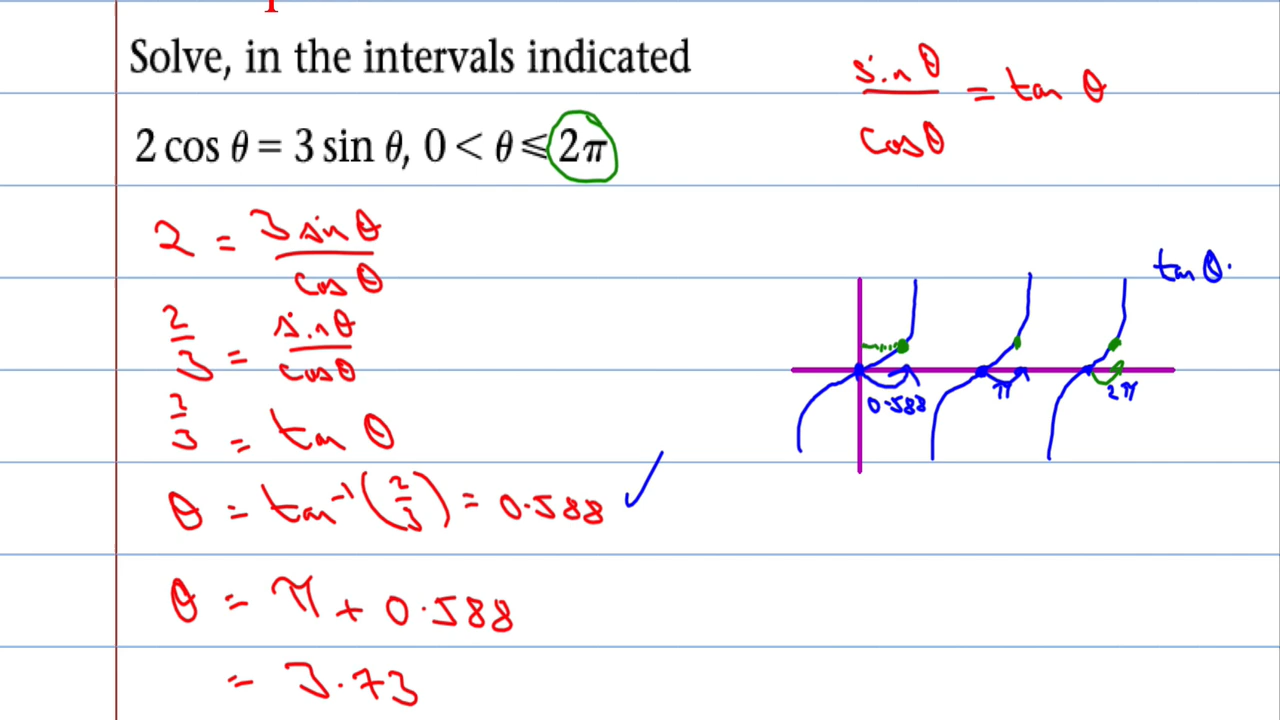 Solve, in the intervals indicated
2 cos θ = 3 sin θ, 0 < θ ⩽ 2π
sin θ / cos θ = tan θ
2 = 3 sin θ / cos θ
2/3 = sin θ / cos θ
2/3 = tan θ
θ = tan⁻¹(2/3) = 0.588 ✓
θ = π + 0.588
= 3.73
tan θ.
0.588 π 2π